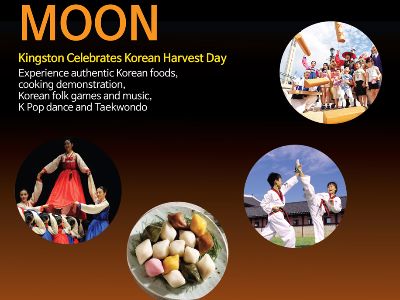 MOON
Kingston Celebrates Korean Harvest Day
Experience authentic Korean foods,
cooking demonstration,
Korean folk games and music,
K Pop dance and Taekwondo